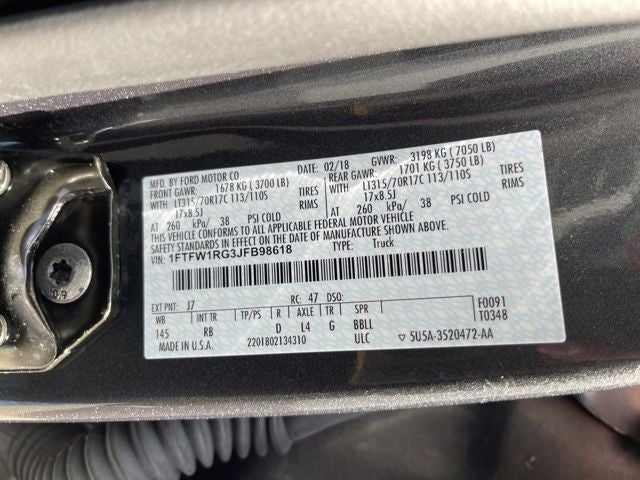 MFD. BY FORD MOTOR CO
02/18 GVWR: 3198 KG ( 7050 LB)
FRONT GAWR: 1678 KG ( 3700 LB) REAR GAWR: 1701 KG ( 3750 LB)
WITH LT315/70R17C 113/110S TIRES WITH LT315/70R17C 113/110S TIRES
17x8.5J RIMS 17x8.5J RIMS
AT 260 kPa/ 38 PSI COLD AT 260 kPa/ 38 PSI COLD
THIS VEHICLE CONFORMS TO ALL APPLICABLE FEDERAL MOTOR VEHICLE
SAFETY STANDARDS IN EFFECT ON THE DATE OF MANUFACTURE SHOWN ABOVE.
VIN: 1FTFW1RG3JFB98618 TYPE: Truck
EXT PNT: J7 RC: 47 DSO: F0091
WB INT TR TP/PS R AXLE TR SPR T0348
145 RB D L4 G BBLL
MADE IN U.S.A. 2201802134310 ULC ▽ 5U5A-3520472-AA